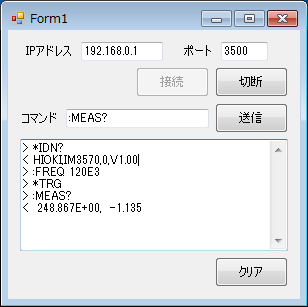 Form1
IPアドレス 192.168.0.1 ポート 3500
接続 切断
コマンド :MEAS? 送信
> *IDN?
< HIOKI,IM3570,0,V1.00
> :FREQ 120E3
> *TRG
> :MEAS?
< 248.867E+00, -1.135
クリア